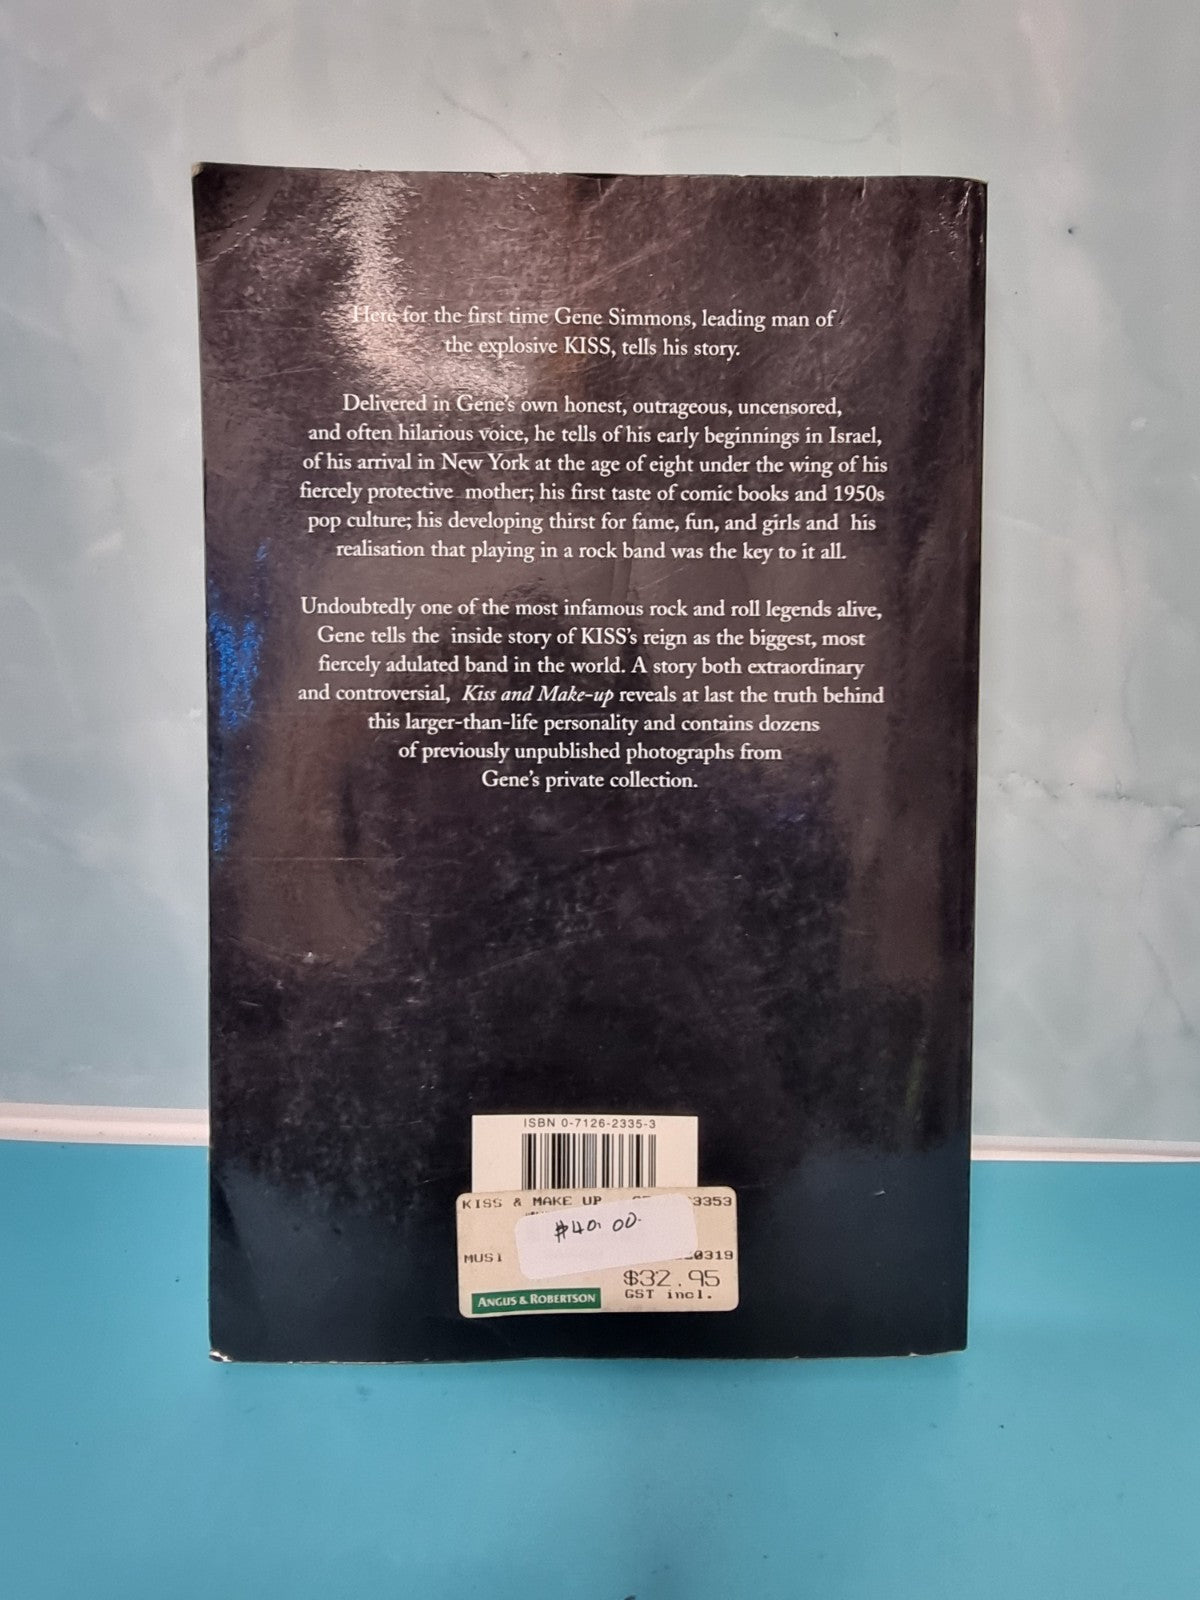 Here for the first time Gene Simmons, leading man of
the explosive KISS, tells his story.
Delivered in Gene's own honest, outrageous, uncensored,
and often hilarious voice, he tells of his early beginnings in Israel,
of his arrival in New York at the age of eight under the wing of his
fiercely protective mother; his first taste of comic books and 1950s
pop culture; his developing thirst for fame, fun, and girls and his
realisation that playing in a rock band was the key to it all.
Undoubtedly one of the most infamous rock and roll legends alive,
Gene tells the inside story of KISS's reign as the biggest, most
fiercely adulated band in the world. A story both extraordinary
and controversial, Kiss and Make-up reveals at last the truth behind
this larger-than-life personality and contains dozens
of previously unpublished photographs from
Gene's private collection.
ISBN 0-7126-2335-3
KISS & MAKE UP 3353
$40.00
MUSI 0319
$32.95
GST incl.
ANGUS & ROBERTSON